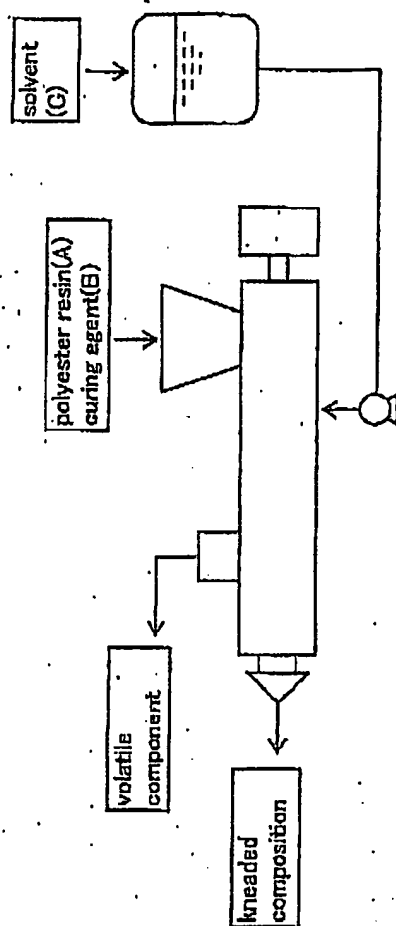 solvent
(G)
polyester resin(A)
curing agent(B)
volatile
component
kneaded
composition